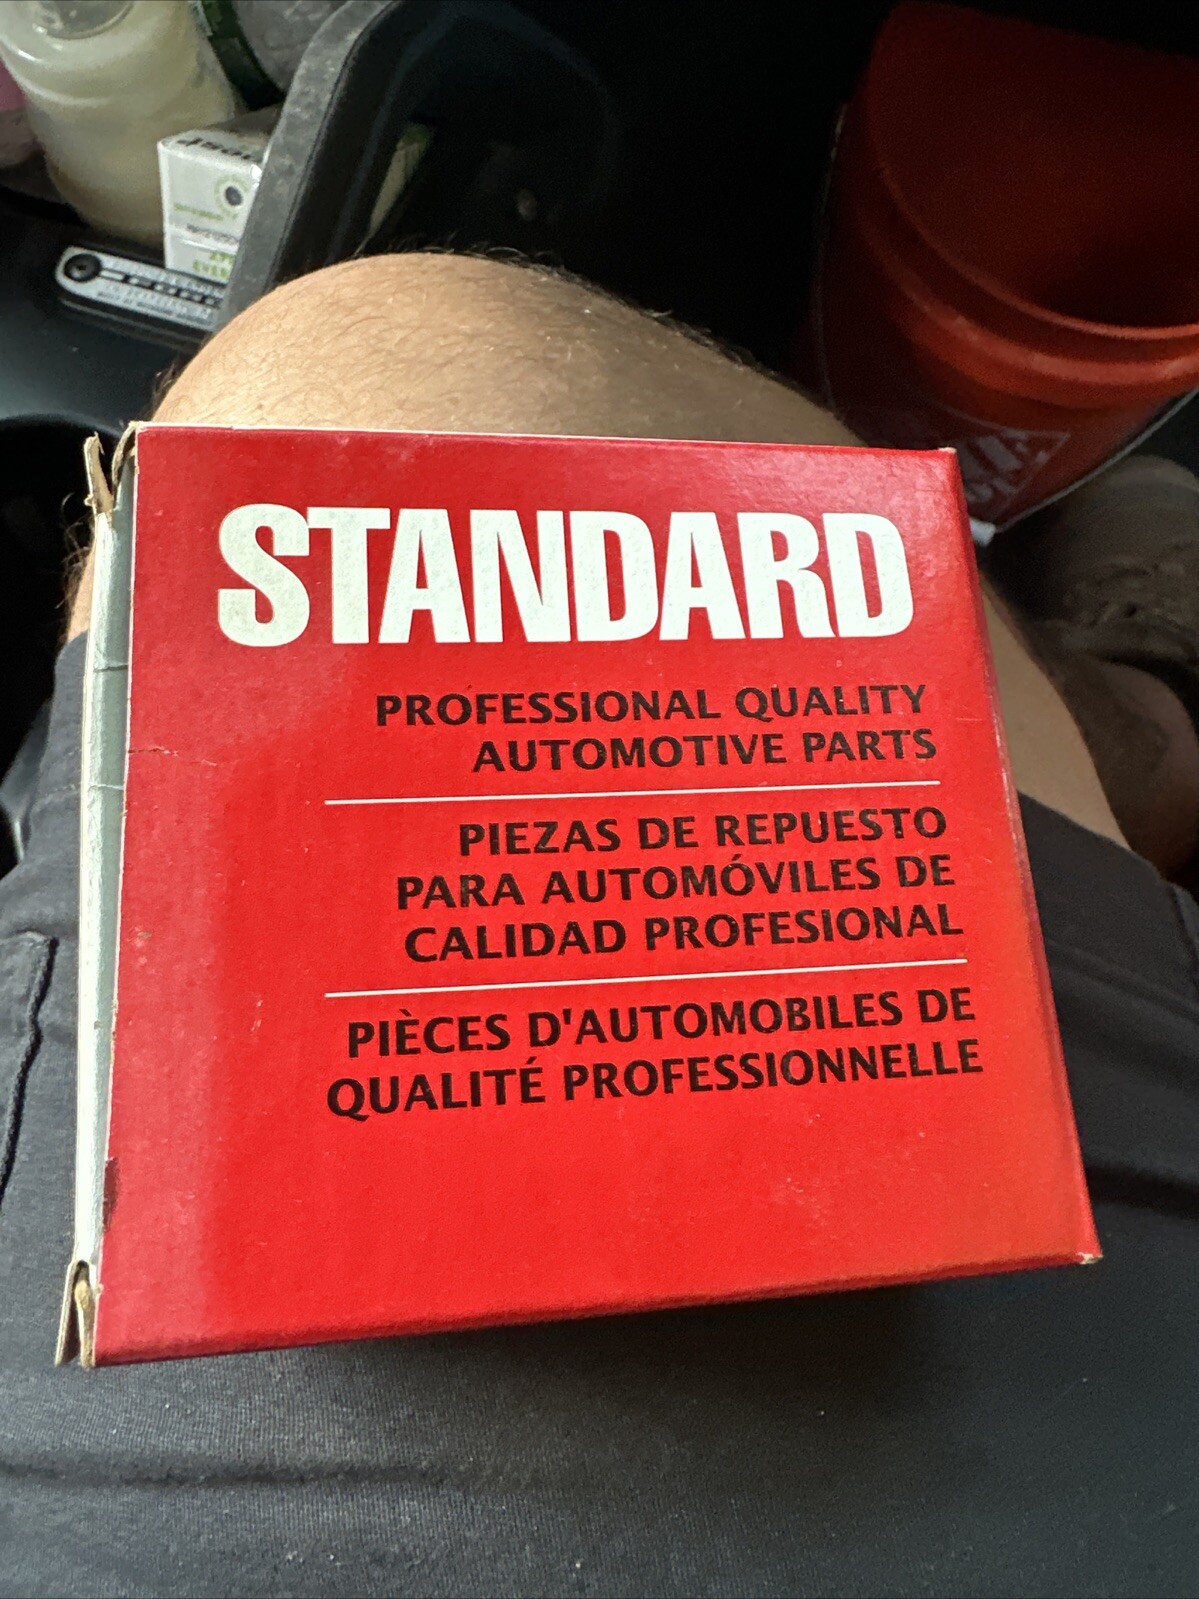 STANDARD
PROFESSIONAL QUALITY
AUTOMOTIVE PARTS
PIEZAS DE REPUESTO
PARA AUTOMÓVILES DE
CALIDAD PROFESIONAL
PIÈCES D'AUTOMOBILES DE
QUALITÉ PROFESSIONNELLE